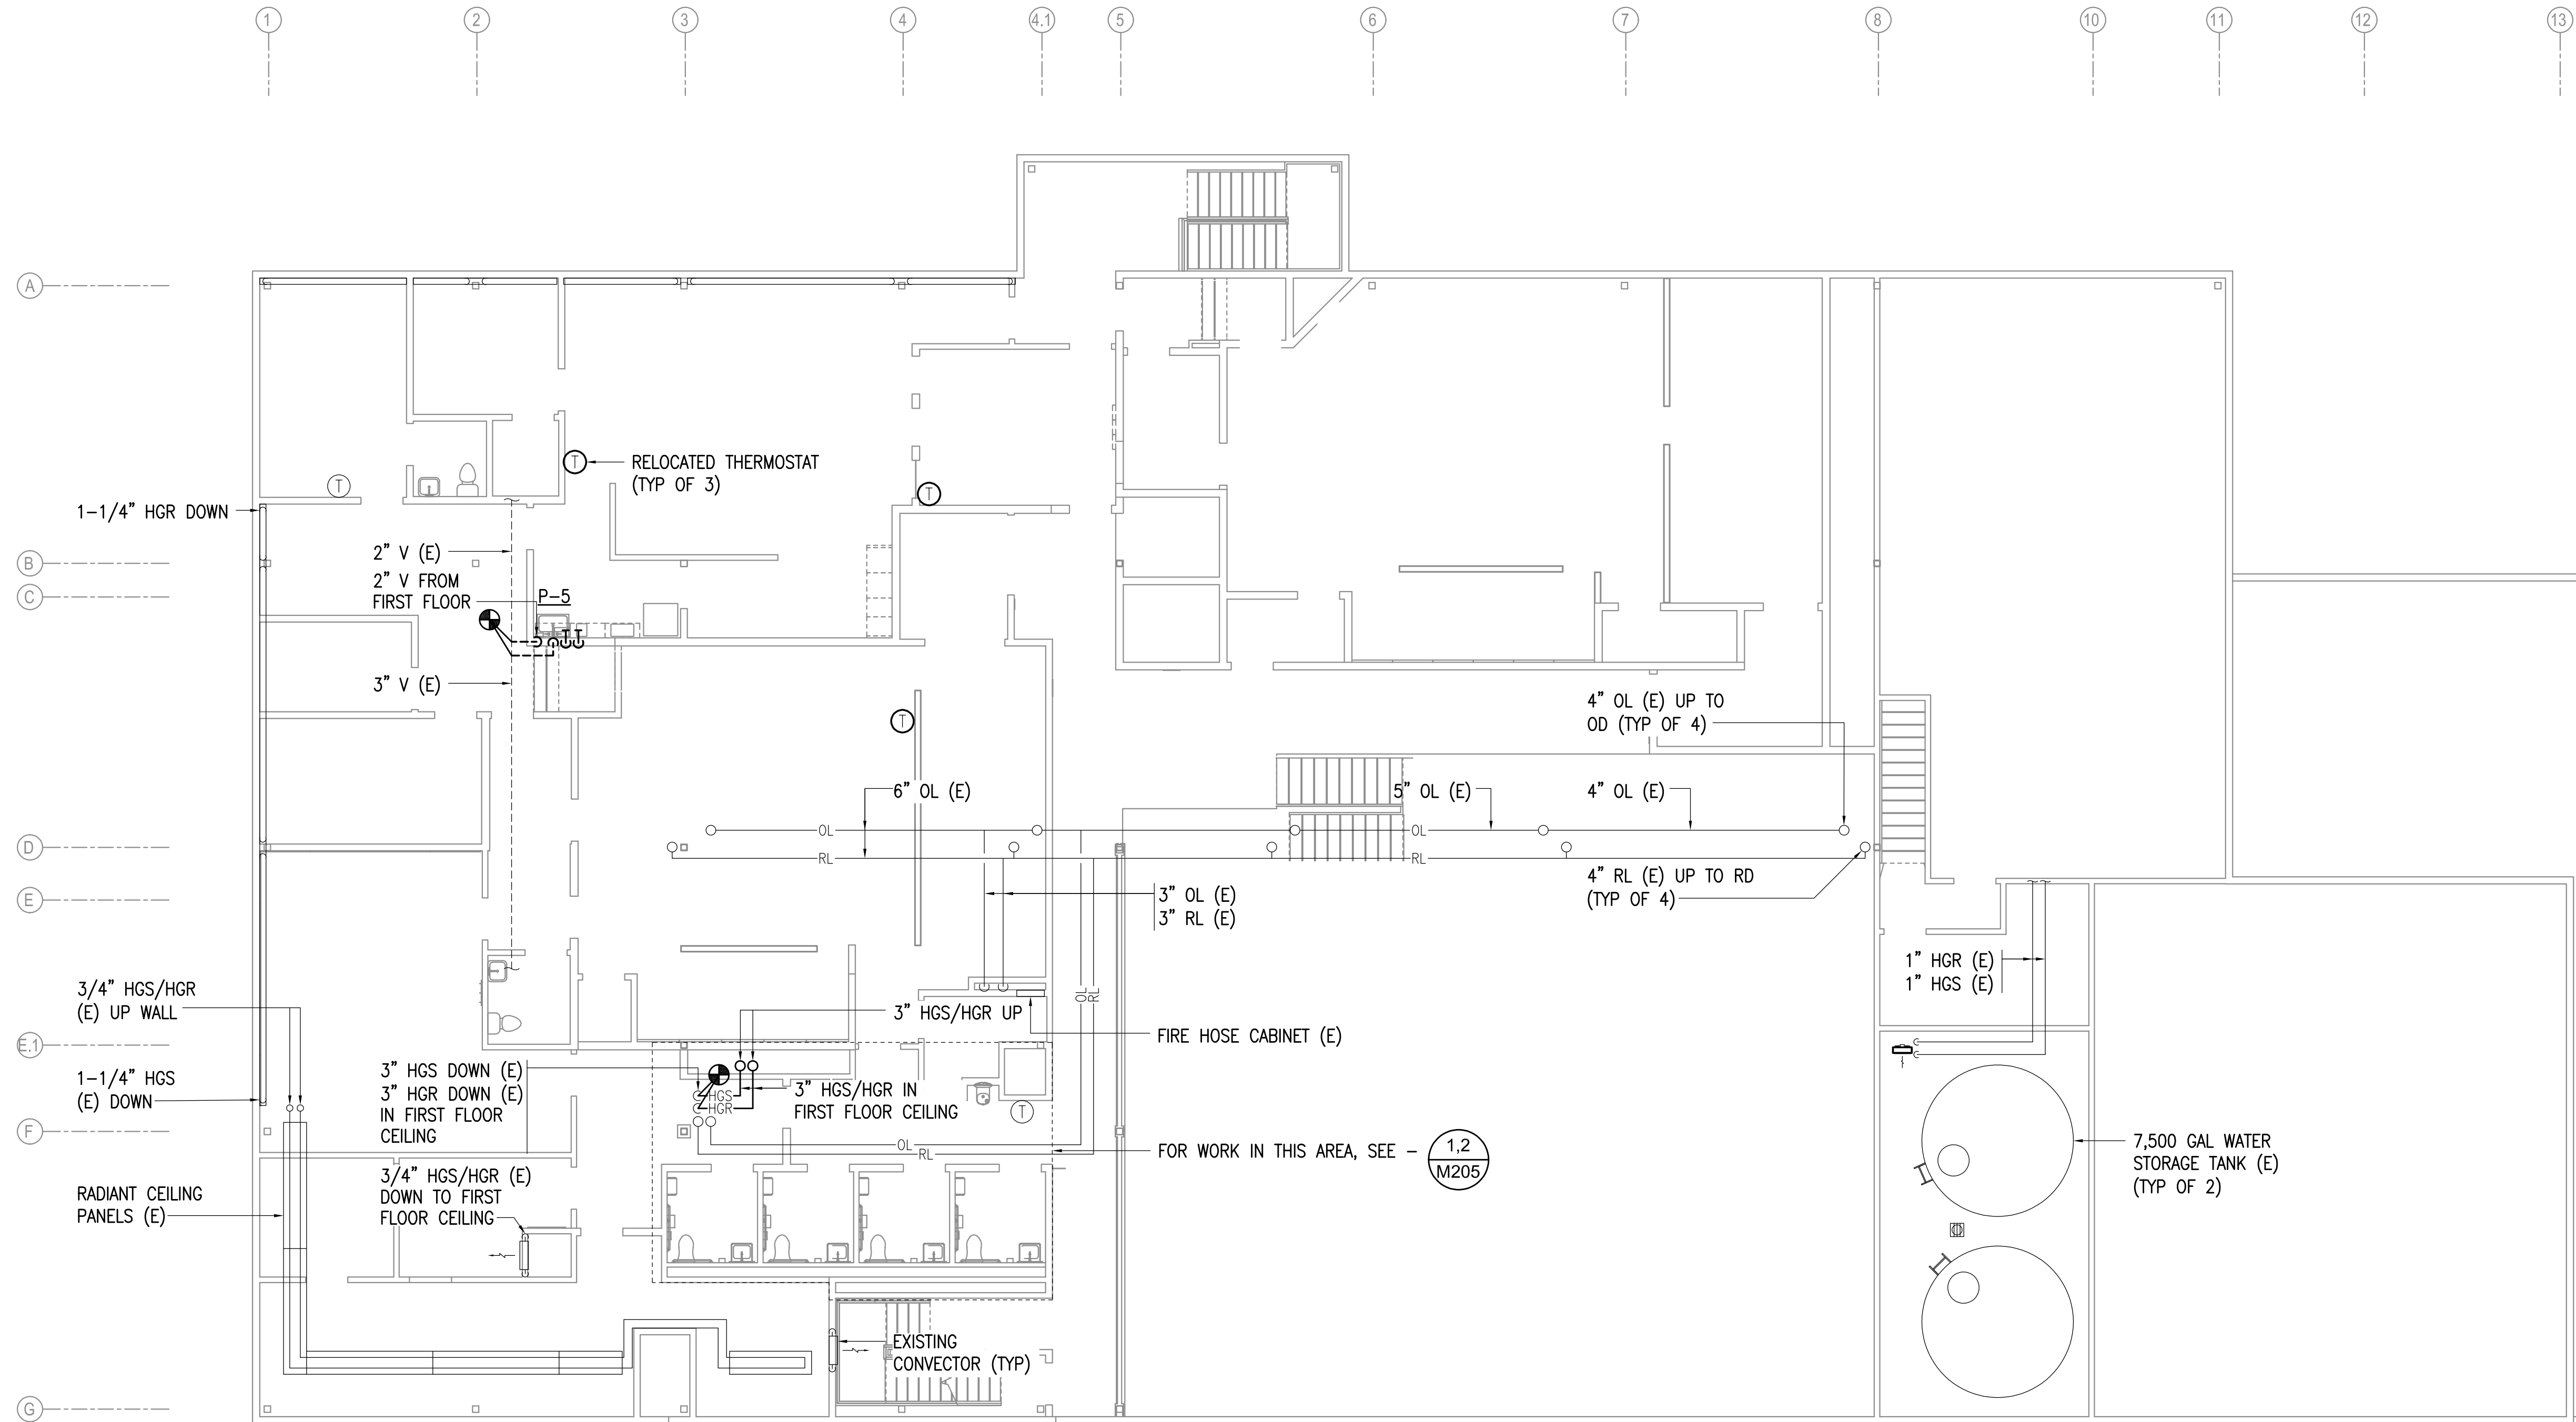 1
2
3
4
4.1
5
6
7
8
10
11
12
13
A
B
C
D
E
E.1
F
G
T
RELOCATED THERMOSTAT
(TYP OF 3)
T
T
1-1/4" HGR DOWN
2" V (E)
2" V FROM
FIRST FLOOR
P-5
3" V (E)
T
4" OL (E) UP TO
OD (TYP OF 4)
6" OL (E)
5" OL (E)
4" OL (E)
OL
OL
RL
RL
4" RL (E) UP TO RD
(TYP OF 4)
3" OL (E)
3" RL (E)
1" HGR (E)
1" HGS (E)
3/4" HGS/HGR
(E) UP WALL
OL
RL
3" HGS/HGR UP
FIRE HOSE CABINET (E)
1-1/4" HGS
(E) DOWN
3" HGS DOWN (E)
3" HGR DOWN (E)
IN FIRST FLOOR
CEILING
HGS
HGR
3" HGS/HGR IN
FIRST FLOOR CEILING
T
OL
RL
FOR WORK IN THIS AREA, SEE -
1,2
M205
7,500 GAL WATER
STORAGE TANK (E)
(TYP OF 2)
RADIANT CEILING
PANELS (E)
3/4" HGS/HGR (E)
DOWN TO FIRST
FLOOR CEILING
EXISTING
CONVECTOR (TYP)